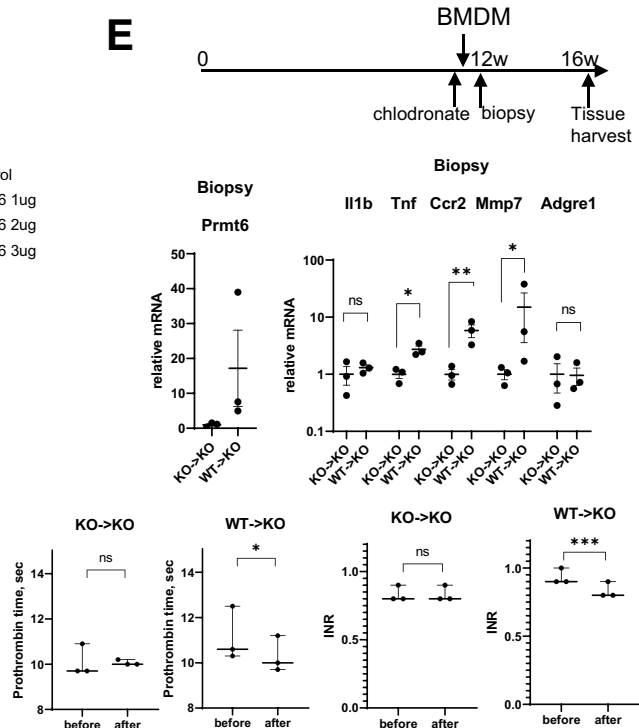 E
BMDM
0
12w
16w
chlodronate
biopsy
Tissue
harvest
ol
6 1ug
6 2ug
6 3ug
Biopsy
Prmt6
relative mRNA
50
40
30
20
10
0
KO->KO
WT->KO
Biopsy
Il1b Tnf Ccr2 Mmp7 Adgre1
relative mRNA
100
10
1
0.1
ns
*
**
*
ns
KO->KO
WT->KO
KO->KO
WT->KO
KO->KO
WT->KO
KO->KO
WT->KO
KO->KO
WT->KO
KO->KO
Prothrombin time, sec
14
12
10
8
ns
before after
WT->KO
Prothrombin time, sec
14
12
10
8
*
before after
KO->KO
INR
1.0
0.5
0.0
ns
before after
WT->KO
INR
1.0
0.5
0.0
***
before after